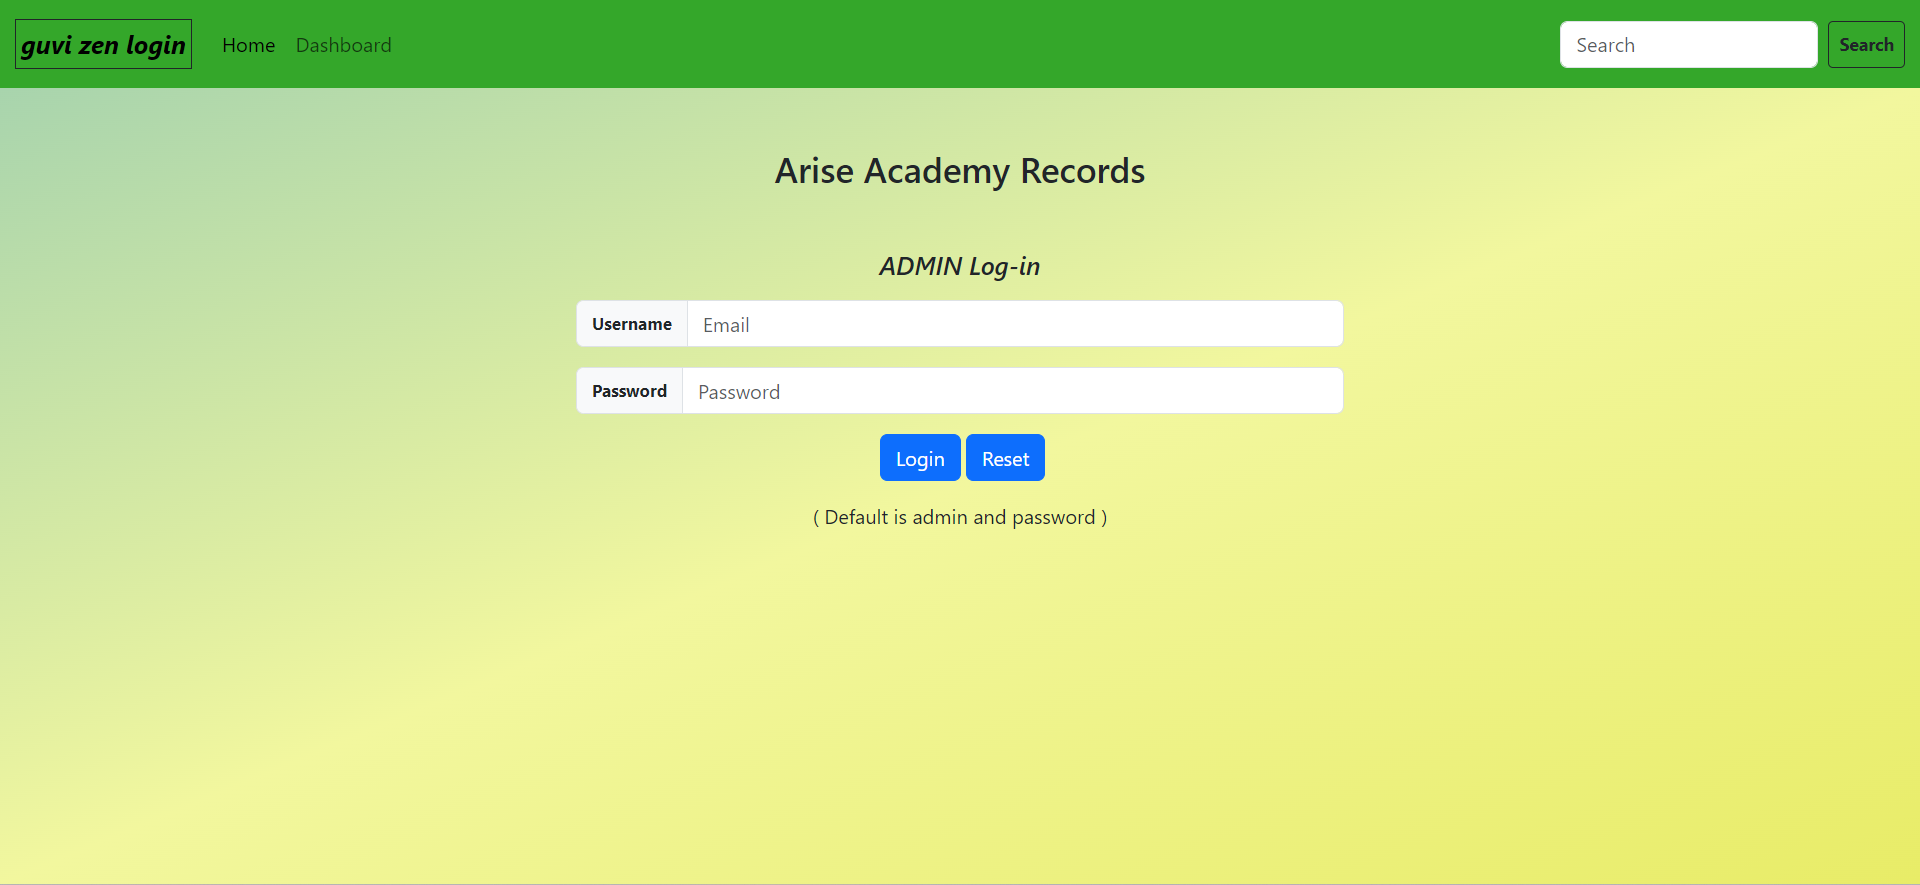 guvi zen login Home Dashboard Search Search
Arise Academy Records
ADMIN Log-in
Username Email
Password Password
Login Reset
( Default is admin and password )